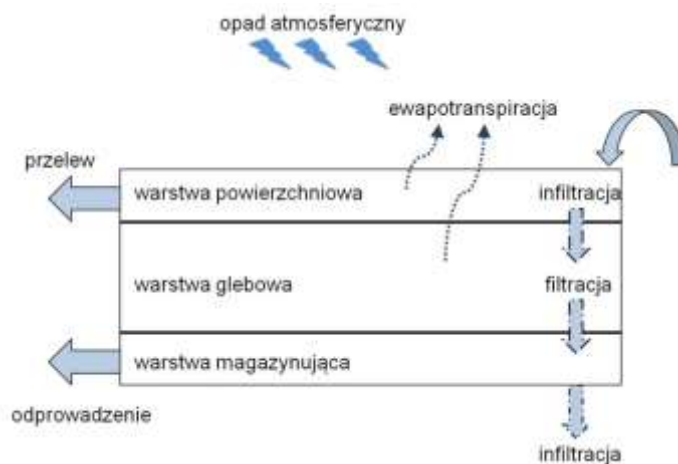 opad atmosferyczny
ewapotranspiracja
przelew
warstwa powierzchniowa
infiltracja
warstwa glebowa
filtracja
warstwa magazynująca
odprowadzenie
infiltracja